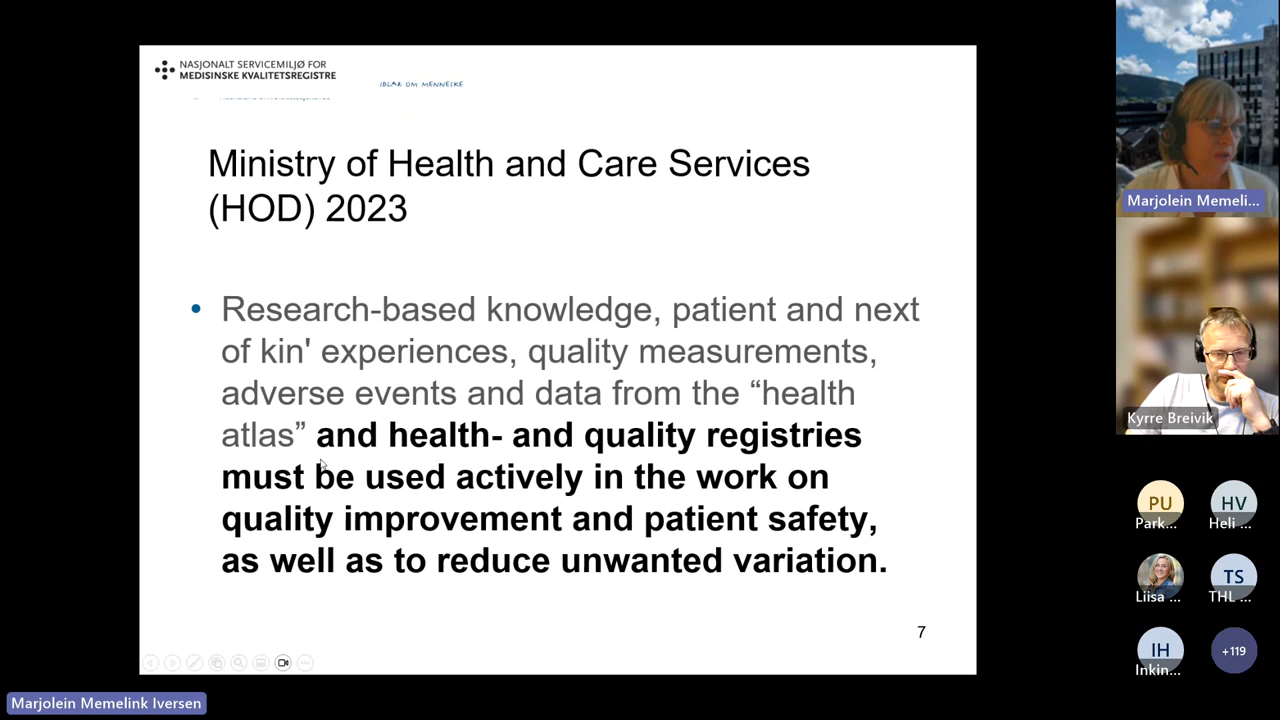 NASJONALT SERVICEMILJØ FOR
MEDISINSKE KVALITETSREGISTRE
IDLAR OM MENNESKE
Ministry of Health and Care Services
(HOD) 2023
• Research-based knowledge, patient and next
of kin' experiences, quality measurements,
adverse events and data from the “health
atlas” and health- and quality registries
must be used actively in the work on
quality improvement and patient safety,
as well as to reduce unwanted variation.
7
Marjolein Memelink Iversen
Marjolein Memeli...
Kyrre Breivik
PU
Park...
HV
Heli ...
Liisa ...
TS
THL ...
IH
Inkin...
+119